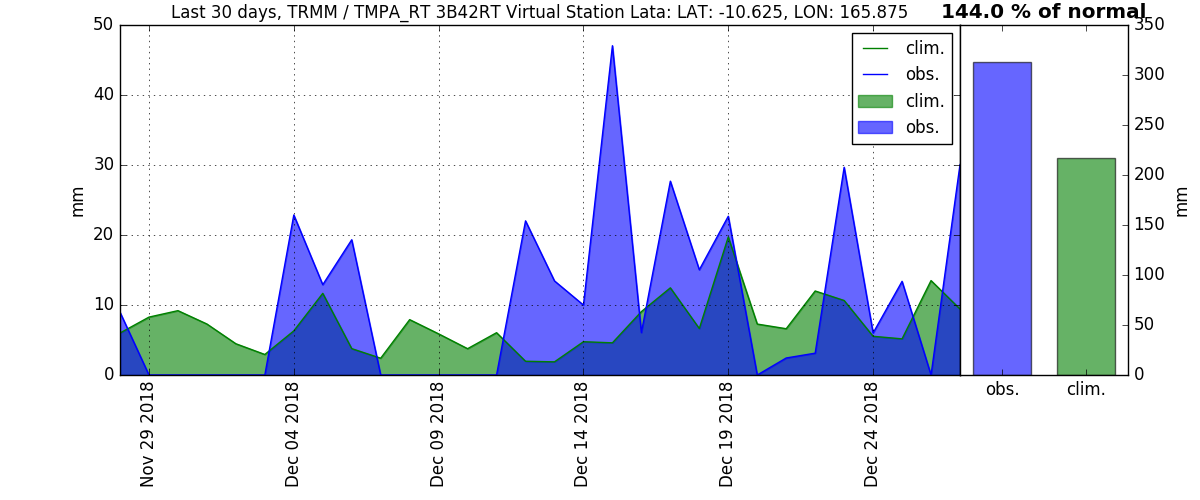 Last 30 days, TRMM / TMPA_RT 3B42RT Virtual Station Lata: LAT: -10.625, LON: 165.875
144.0 % of normal
50
40
30
20
10
0
mm
clim.
obs.
clim.
obs.
Nov 29 2018
Dec 04 2018
Dec 09 2018
Dec 14 2018
Dec 19 2018
Dec 24 2018
350
300
250
200
150
100
50
0
mm
obs.
clim.